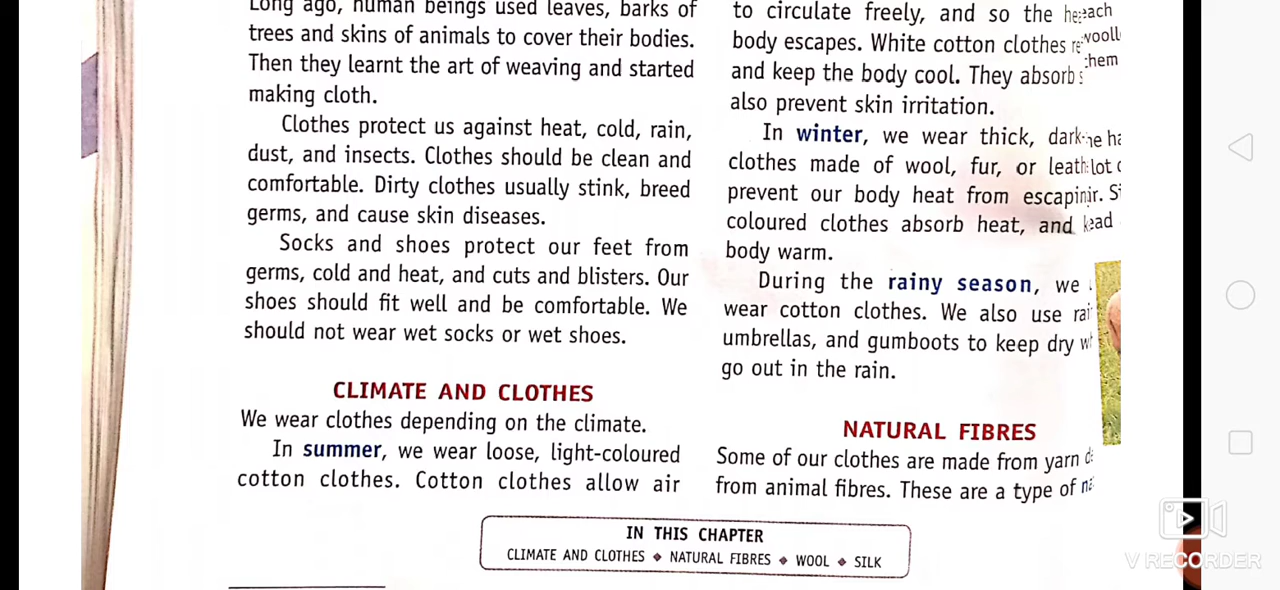 Long ago, human beings used leaves, barks of
trees and skins of animals to cover their bodies.
Then they learnt the art of weaving and started
making cloth.
Clothes protect us against heat, cold, rain,
dust, and insects. Clothes should be clean and
comfortable. Dirty clothes usually stink, breed
germs, and cause skin diseases.
Socks and shoes protect our feet from
germs, cold and heat, and cuts and blisters. Our
shoes should fit well and be comfortable. We
should not wear wet socks or wet shoes.
CLIMATE AND CLOTHES
We wear clothes depending on the climate.
In summer, we wear loose, light-coloured
cotton clothes. Cotton clothes allow air
to circulate freely, and so the
body escapes. White cotton clothes
and keep the body cool. They absorb
also prevent skin irritation.
In winter, we wear thick, dark-
clothes made of wool, fur, or
prevent our body heat from
coloured clothes absorb heat, and
body warm.
During the rainy season, we
wear cotton clothes. We also use
umbrellas, and gumboots to keep dry
go out in the rain.
NATURAL FIBRES
Some of our clothes are made from yarn
from animal fibres. These are a type of
IN THIS CHAPTER
CLIMATE AND CLOTHES ◆ NATURAL FIBRES ◆ WOOL ◆ SILK
V RECORDER